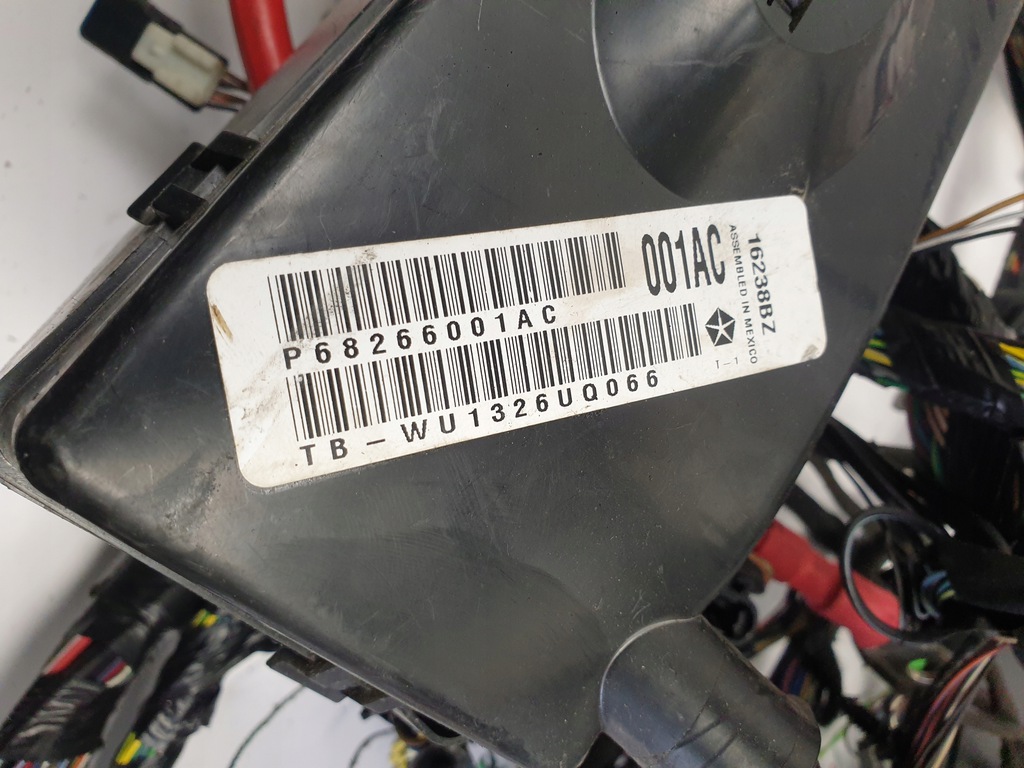 001AC
P68266001AC
TB-WU1326UQ066
16238BZ
ASSEMBLED IN MEXICO
1-1